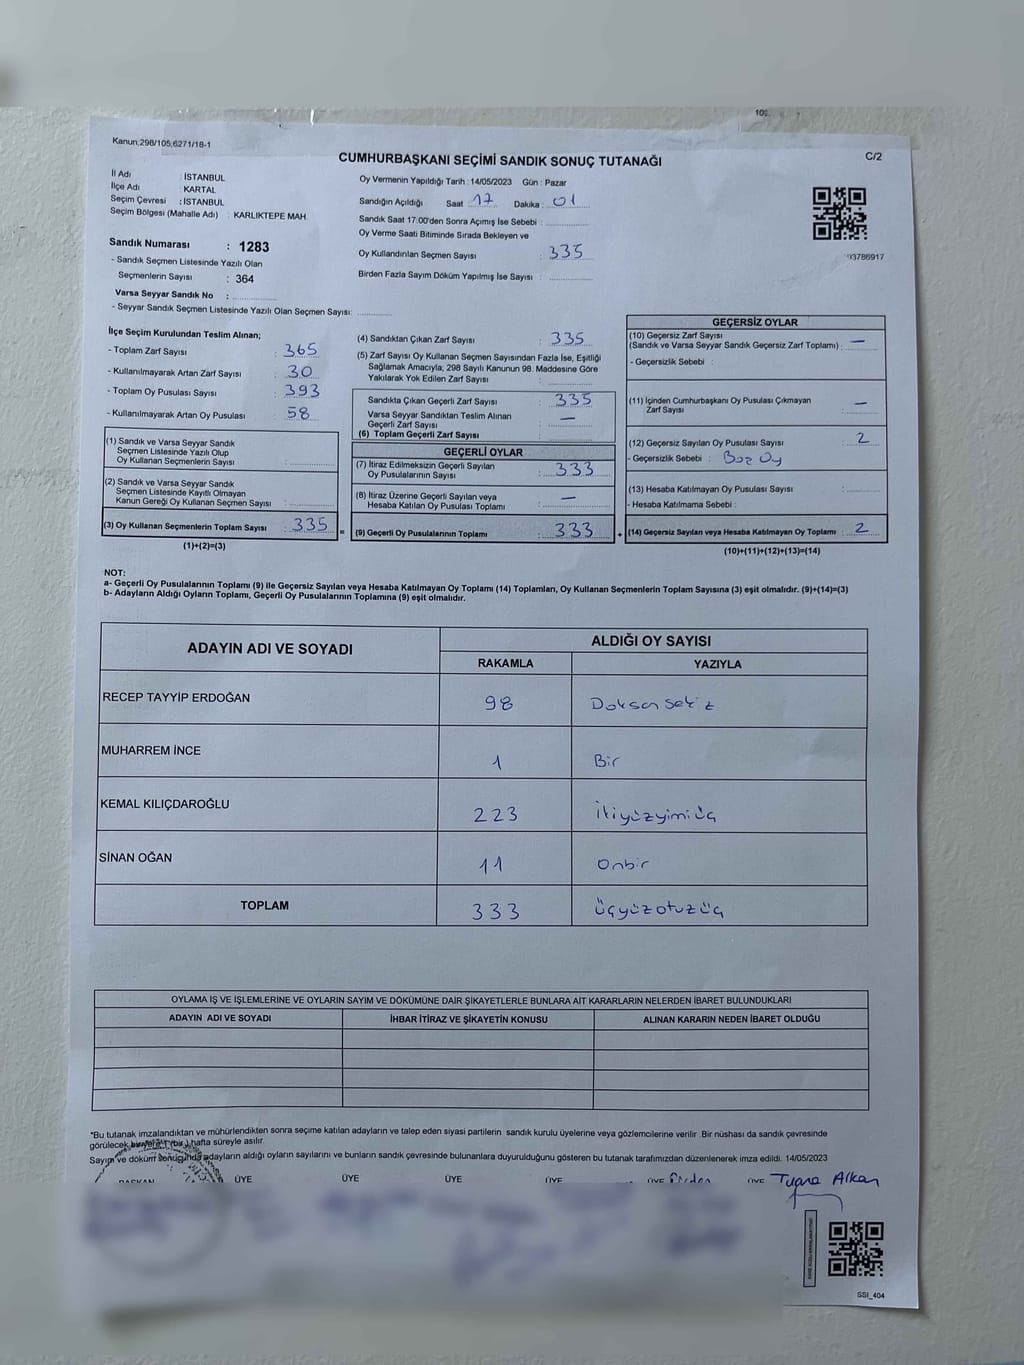 Kanun,298/105,6271/18-1
CUMHURBAŞKANI SEÇİMİ SANDIK SONUÇ TUTANAĞI
C/2
İl Adı : İSTANBUL
İlçe Adı : KARTAL
Seçim Çevresi : İSTANBUL
Seçim Bölgesi (Mahalle Adı) : KARLIKTEPE MAH.
Oy Vermenin Yapıldığı Tarih : 14/05/2023 Gün : Pazar
Sandığın Açıldığı Saat 17 Dakika : 01
Sandık Saat 17:00'den Sonra Açılmış İse Sebebi :
Oy Verme Saati Bitiminde Sırada Bekleyen ve
Oy Kullandırılan Seçmen Sayısı : 335
Birden Fazla Sayım Döküm Yapılmış İse Sayısı :
93786917
Sandık Numarası : 1283
- Sandık Seçmen Listesinde Yazılı Olan
Seçmenlerin Sayısı : 364
Varsa Seyyar Sandık No :
- Seyyar Sandık Seçmen Listesinde Yazılı Olan Seçmen Sayısı:
İlçe Seçim Kurulundan Teslim Alınan;
- Toplam Zarf Sayısı : 365
- Kullanılmayarak Artan Zarf Sayısı : 30
- Toplam Oy Pusulası Sayısı : 393
- Kullanılmayarak Artan Oy Pusulası : 58
(1) Sandık ve Varsa Seyyar Sandık
Seçmen Listesinde Yazılı Olup
Oy Kullanan Seçmenlerin Sayısı :
(2) Sandık ve Varsa Seyyar Sandık
Seçmen Listesinde Kayıtlı Olmayan
Kanun Gereği Oy Kullanan Seçmen Sayısı :
(3) Oy Kullanan Seçmenlerin Toplam Sayısı : 335 =
(1)+(2)=(3)
(4) Sandıktan Çıkan Zarf Sayısı : 335
(5) Zarf Sayısı Oy Kullanan Seçmen Sayısından Fazla İse, Eşitliği
Sağlamak Amacıyla; 298 Sayılı Kanunun 98. Maddesine Göre
Yakılarak Yok Edilen Zarf Sayısı :
Sandıkta Çıkan Geçerli Zarf Sayısı : 335
Varsa Seyyar Sandıktan Teslim Alınan
Geçerli Zarf Sayısı : —
(6) Toplam Geçerli Zarf Sayısı :
GEÇERLİ OYLAR
(7) İtiraz Edilmeksizin Geçerli Sayılan
Oy Pusulalarının Sayısı : 333
(8) İtiraz Üzerine Geçerli Sayılan veya
Hesaba Katılan Oy Pusulası Toplamı : —
(9) Geçerli Oy Pusulalarının Toplamı : 333 +
GEÇERSİZ OYLAR
(10) Geçersiz Zarf Sayısı
(Sandık ve Varsa Seyyar Sandık Geçersiz Zarf Toplamı) : —
- Geçersizlik Sebebi :
(11) İçinden Cumhurbaşkanı Oy Pusulası Çıkmayan
Zarf Sayısı : —
(12) Geçersiz Sayılan Oy Pusulası Sayısı : 2
- Geçersizlik Sebebi : Boz Oy
(13) Hesaba Katılmayan Oy Pusulası Sayısı :
- Hesaba Katılmama Sebebi :
(14) Geçersiz Sayılan veya Hesaba Katılmayan Oy Toplamı : 2
(10)+(11)+(12)+(13)=(14)
NOT:
a- Geçerli Oy Pusulalarının Toplamı (9) ile Geçersiz Sayılan veya Hesaba Katılmayan Oy Toplamı (14) Toplamları, Oy Kullanan Seçmenlerin Toplam Sayısına (3) eşit olmalıdır. (9)+(14)=(3)
b- Adayların Aldığı Oyların Toplamı, Geçerli Oy Pusulalarının Toplamına (9) eşit olmalıdır.
ADAYIN ADI VE SOYADI
ALDIĞI OY SAYISI
RAKAMLA YAZIYLA
RECEP TAYYİP ERDOĞAN 98 Doksan sekiz
MUHARREM İNCE 1 Bir
KEMAL KILIÇDAROĞLU 223 İkiyüzyimiüç
SİNAN OĞAN 11 Onbir
TOPLAM 333 Üçyüzotuzüç
OYLAMA İŞ VE İŞLEMLERİNE VE OYLARIN SAYIM VE DÖKÜMÜNE DAİR ŞİKAYETLERLE BUNLARA AİT KARARLARIN NELERDEN İBARET BULUNDUKLARI
ADAYIN ADI VE SOYADI İHBAR İTİRAZ VE ŞİKAYETİN KONUSU ALINAN KARARIN NEDEN İBARET OLDUĞU
*Bu tutanak imzalandıktan ve mühürlendikten sonra seçime katılan adayların ve talep eden siyasi partilerin sandık kurulu üyelerine veya gözlemcilerine verilir. Bir nüshası da sandık çevresinde
görülecek bir yere 1 (bir) hafta süreyle asılır.
Sayım ve döküm sonucunda adayların aldığı oyların sayılarını ve bunların sandık çevresinde bulunanlara duyurulduğunu gösteren bu tutanak tarafımızdan düzenlenerek imza edildi. 14/05/2023
BAŞKAN ÜYE ÜYE ÜYE ÜYE ÜYE ÜYE Tuana Alkan
SSI_404